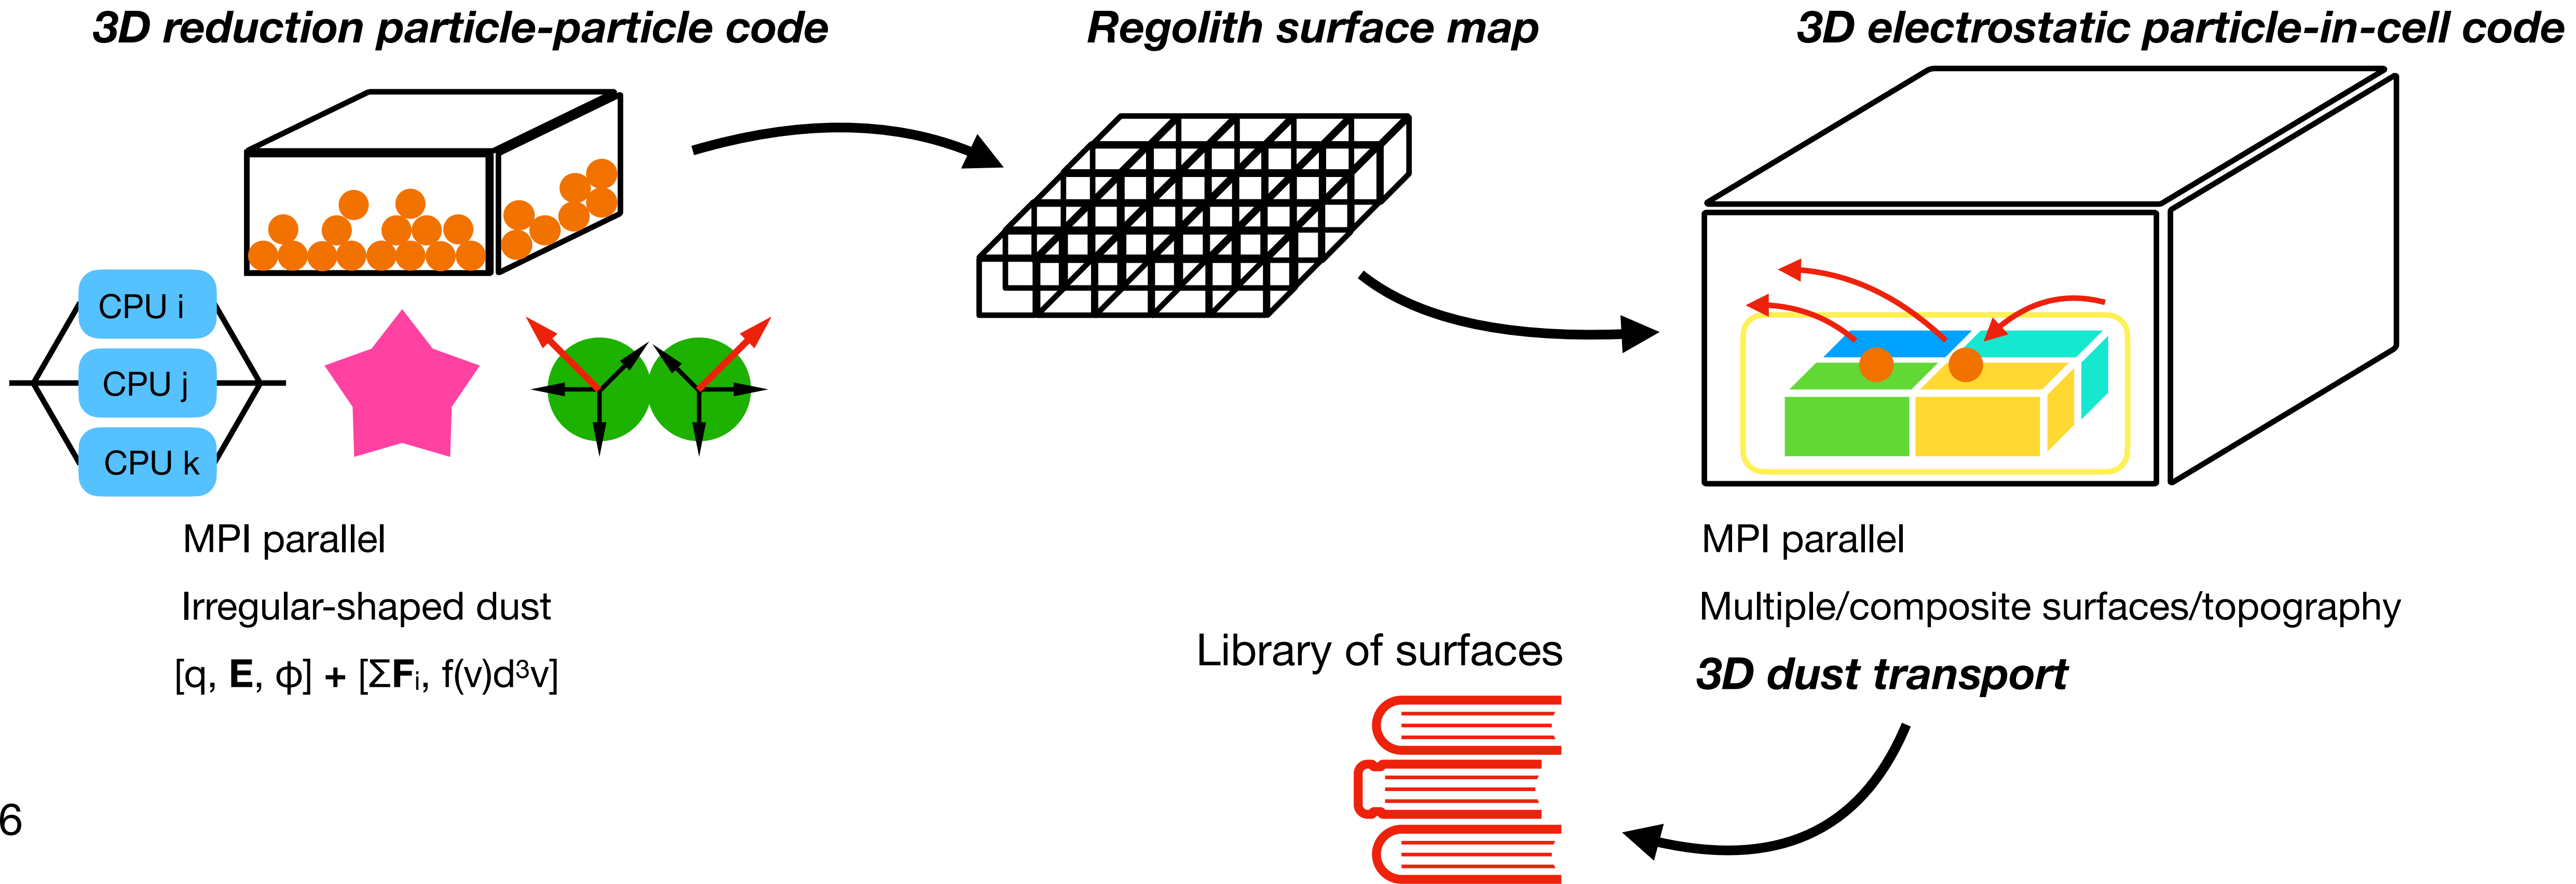 3D reduction particle-particle code
Regolith surface map
3D electrostatic particle-in-cell code
CPU i
CPU j
CPU k
MPI parallel
Irregular-shaped dust
[q, E, ф] + [ΣFᵢ, f(v)d³v]
MPI parallel
Multiple/composite surfaces/topography
3D dust transport
Library of surfaces
6